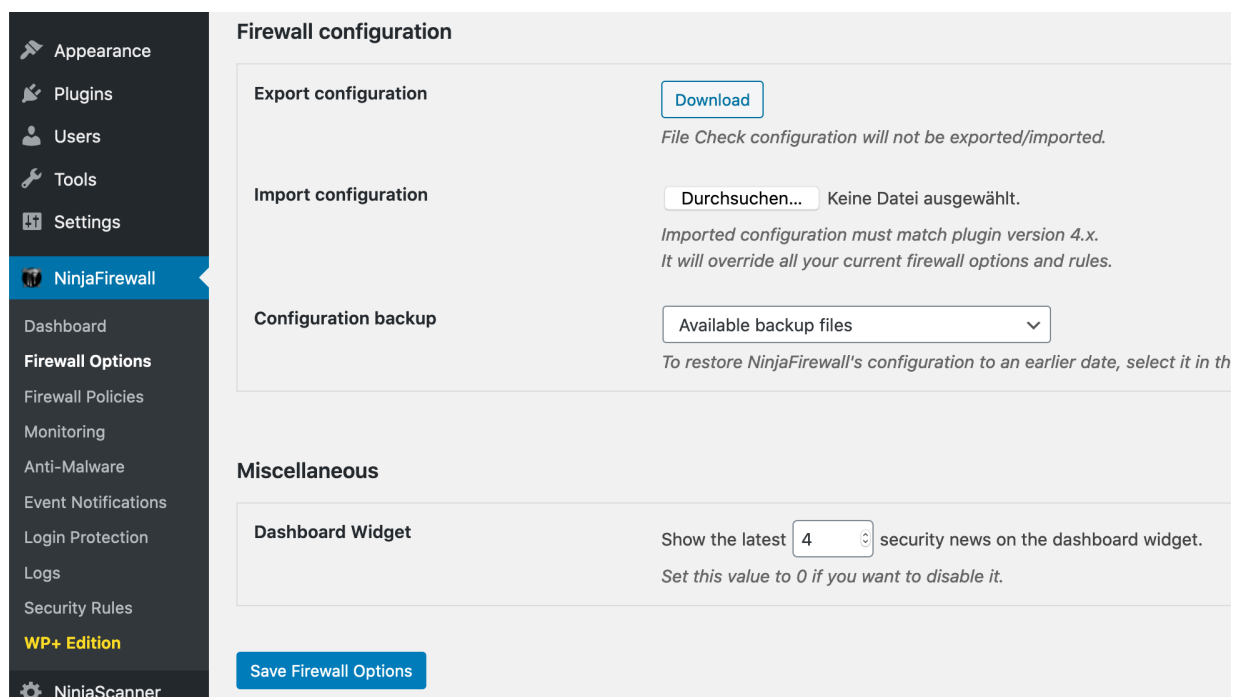 Appearance
Plugins
Users
Tools
Settings
NinjaFirewall
Dashboard
Firewall Options
Firewall Policies
Monitoring
Anti-Malware
Event Notifications
Login Protection
Logs
Security Rules
WP+ Edition
NinjaScanner
Firewall configuration
Export configuration
Download
File Check configuration will not be exported/imported.
Import configuration
Durchsuchen... Keine Datei ausgewählt.
Imported configuration must match plugin version 4.x.
It will override all your current firewall options and rules.
Configuration backup
Available backup files
To restore NinjaFirewall's configuration to an earlier date, select it in th
Miscellaneous
Dashboard Widget
Show the latest 4 security news on the dashboard widget.
Set this value to 0 if you want to disable it.
Save Firewall Options